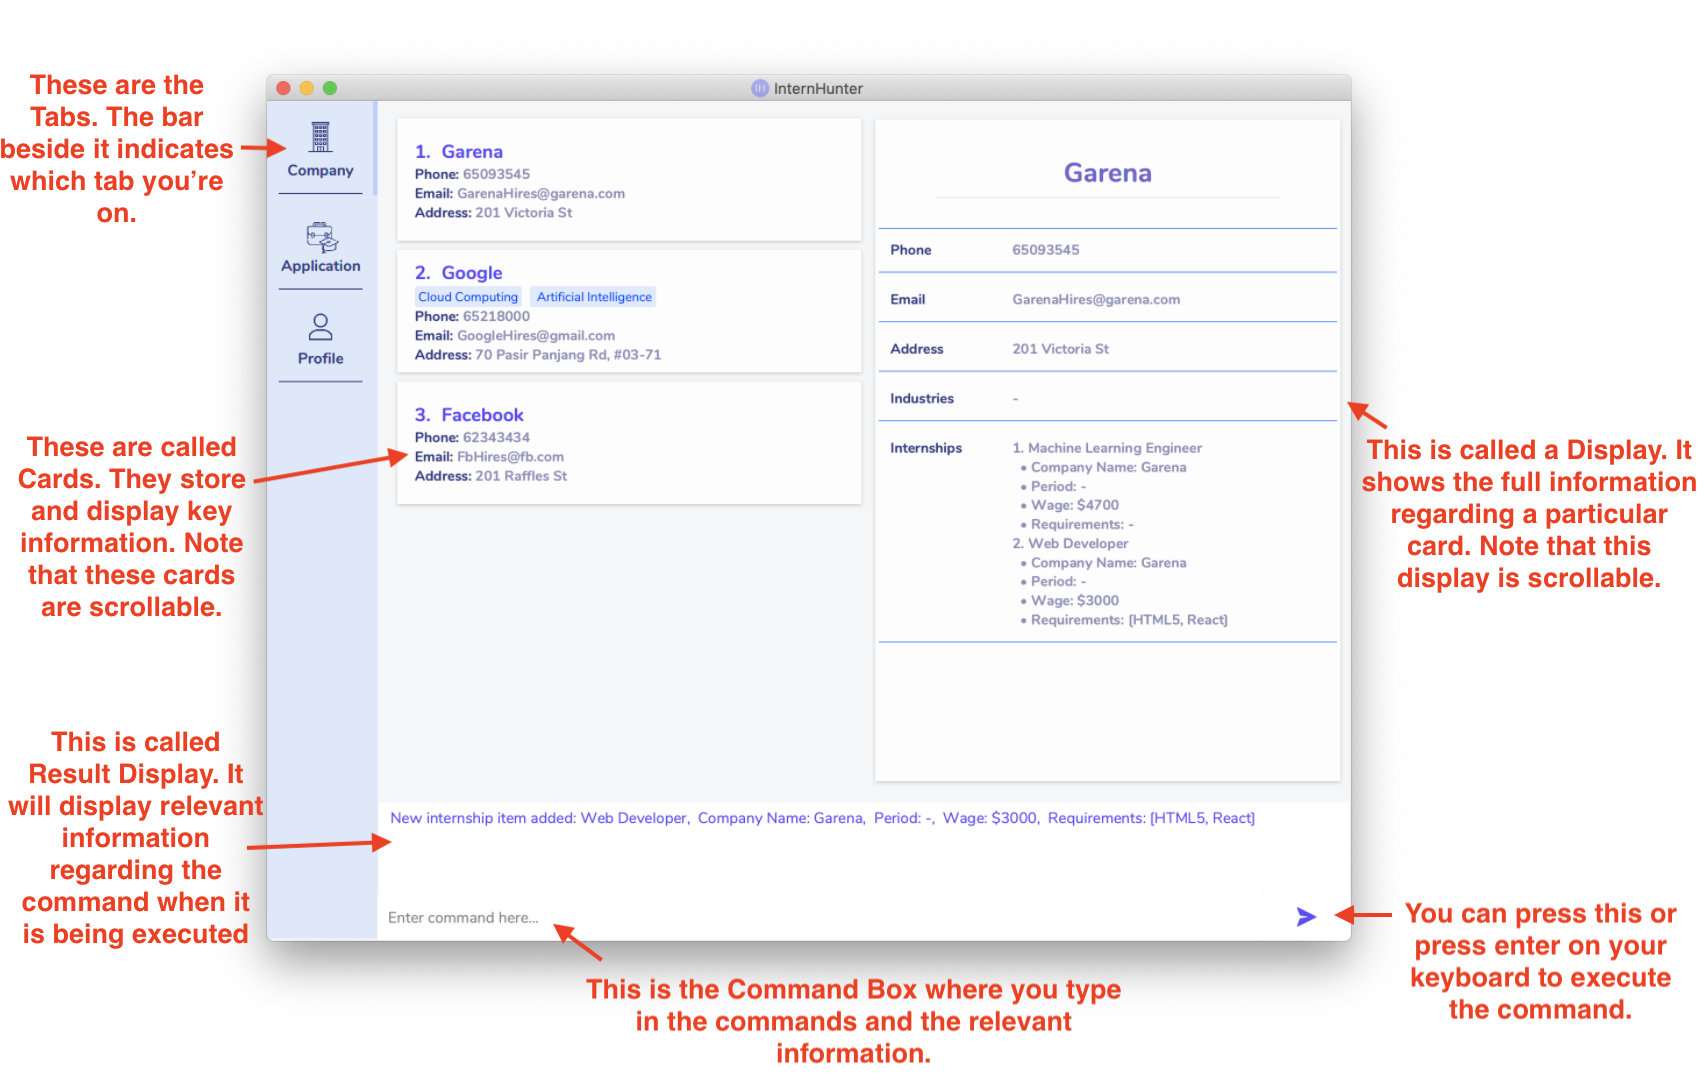 InternHunter
These are the
Tabs. The bar
beside it indicates
which tab you’re
on.
Company
Application
Profile
1. Garena
Phone: 65093545
Email: GarenaHires@garena.com
Address: 201 Victoria St
2. Google
Cloud Computing Artificial Intelligence
Phone: 65218000
Email: GoogleHires@gmail.com
Address: 70 Pasir Panjang Rd, #03-71
3. Facebook
Phone: 62343434
Email: FbHires@fb.com
Address: 201 Raffles St
Garena
Phone 65093545
Email GarenaHires@garena.com
Address 201 Victoria St
Industries -
Internships 1. Machine Learning Engineer
• Company Name: Garena
• Period: -
• Wage: $4700
• Requirements: -
2. Web Developer
• Company Name: Garena
• Period: -
• Wage: $3000
• Requirements: [HTML5, React]
These are called
Cards. They store
and display key
information. Note
that these cards
are scrollable.
This is called a Display. It
shows the full information
regarding a particular
card. Note that this
display is scrollable.
This is called
Result Display. It
will display relevant
information
regarding the
command when it
is being executed
New internship item added: Web Developer, Company Name: Garena, Period: -, Wage: $3000, Requirements: [HTML5, React]
Enter command here...
You can press this or
press enter on your
keyboard to execute
the command.
This is the Command Box where you type
in the commands and the relevant
information.